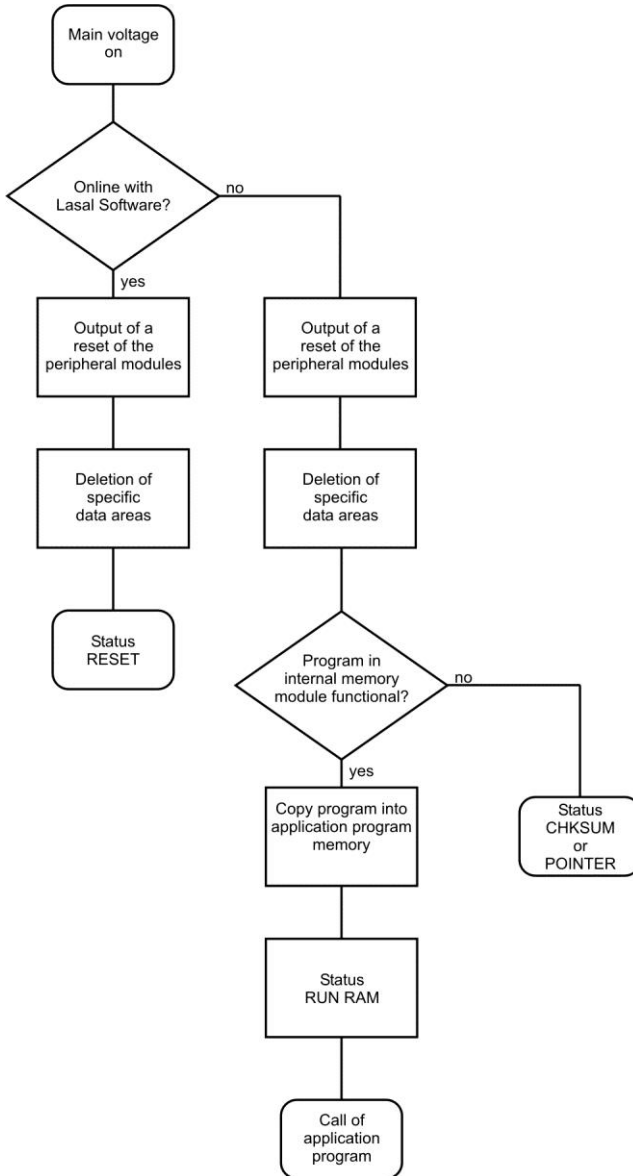 Main voltage
on
Online with
Lasal Software?
no
yes
Output of a
reset of the
peripheral modules
Output of a
reset of the
peripheral modules
Deletion of
specific
data areas
Deletion of
specific
data areas
Status
RESET
Program in
internal memory
module functional?
no
yes
Copy program into
application program
memory
Status
CHKSUM
or
POINTER
Status
RUN RAM
Call of
application
program